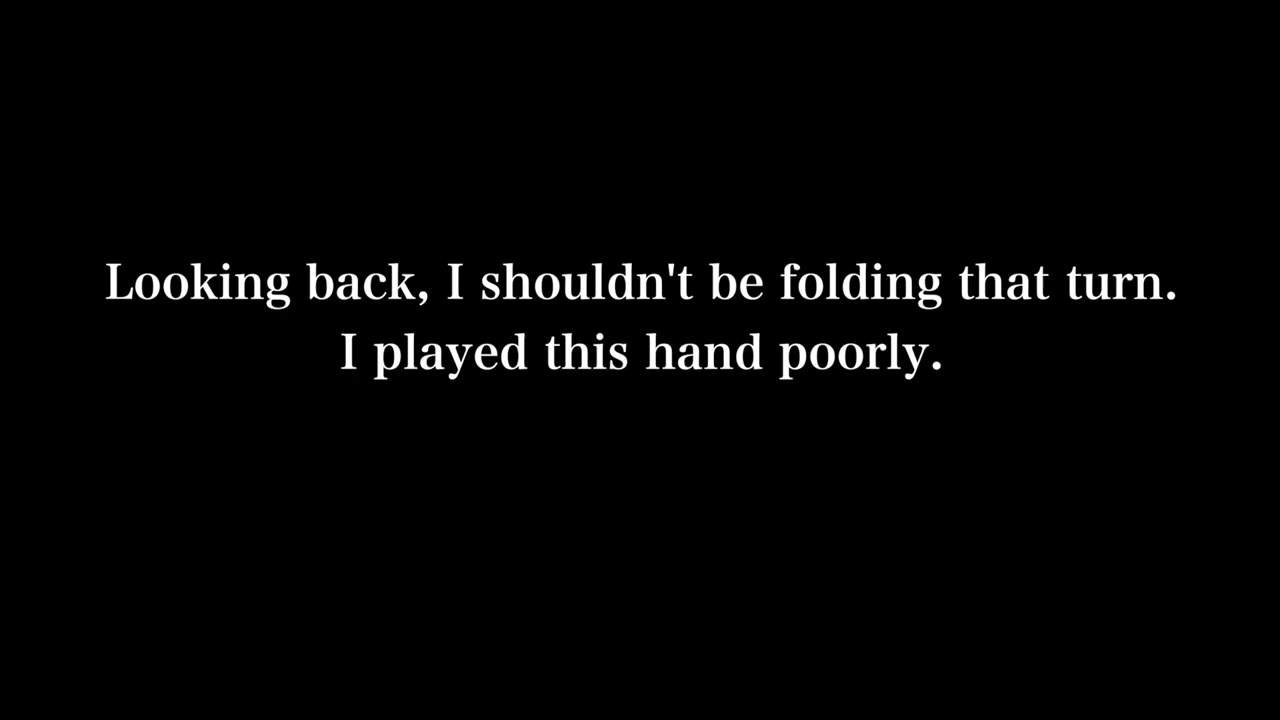 Looking back, I shouldn't be folding that turn.
I played this hand poorly.